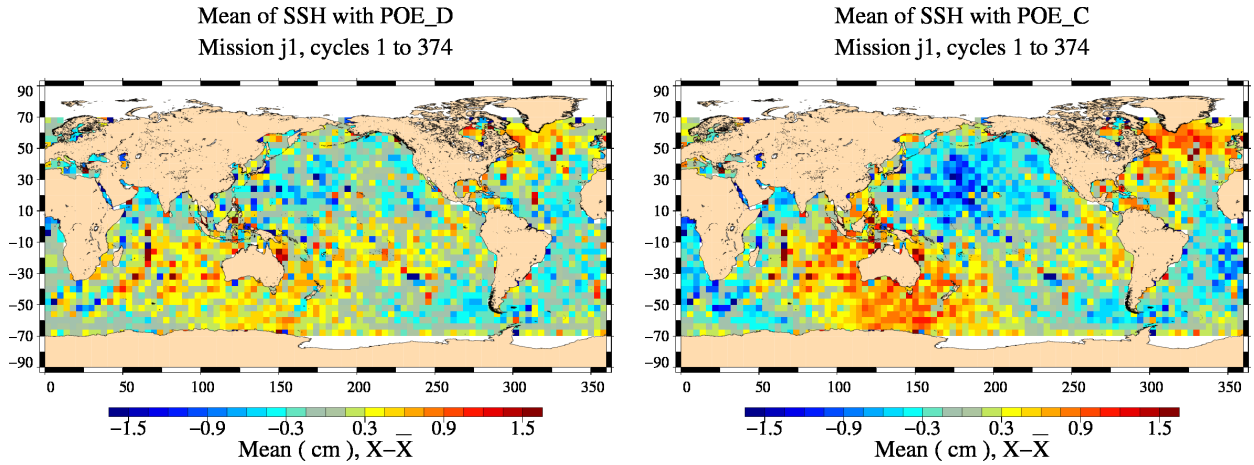 Mean of SSH with POE_D
Mission j1, cycles 1 to 374
90
70
50
30
10
−10
−30
−50
−70
−90
0 50 100 150 200 250 300 350
−1.5 −0.9 −0.3 0.3 0.9 1.5
Mean ( cm ), X−X̅
Mean of SSH with POE_C
Mission j1, cycles 1 to 374
90
70
50
30
10
−10
−30
−50
−70
−90
0 50 100 150 200 250 300 350
−1.5 −0.9 −0.3 0.3 0.9 1.5
Mean ( cm ), X−X̅